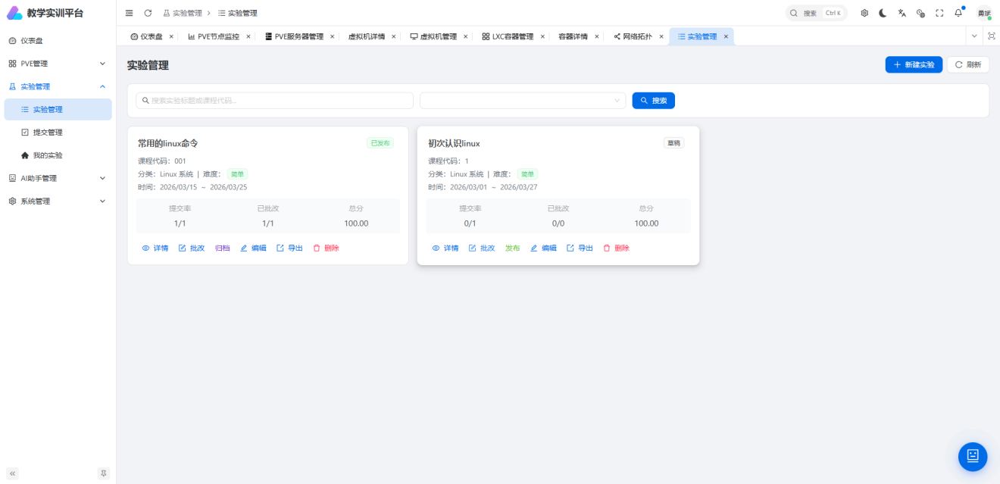 教学实训平台
实验管理 > 实验管理
搜索 Ctrl K
仪表盘 × PVE节点监控 × PVE服务器管理 × 虚拟机详情 × 虚拟机管理 × LXC容器管理 × 容器详情 × 网络拓扑 × 实验管理 ×
仪表盘
PVE管理
实验管理
实验管理
提交管理
我的实验
AI助手管理
系统管理
实验管理
新建实验 刷新
搜索实验标题或课程代码...
搜索
常用的linux命令 已发布
课程代码: 001
分类: Linux 系统 | 难度: 简单
时间: 2026/03/15 ~ 2026/03/25
提交率 已批改 总分
1/1 1/1 100.00
详情 批改 归档 编辑 导出 删除
初次认识linux 草稿
课程代码: 1
分类: Linux 系统 | 难度: 简单
时间: 2026/03/01 ~ 2026/03/27
提交率 已批改 总分
0/1 0/0 100.00
详情 批改 发布 编辑 导出 删除